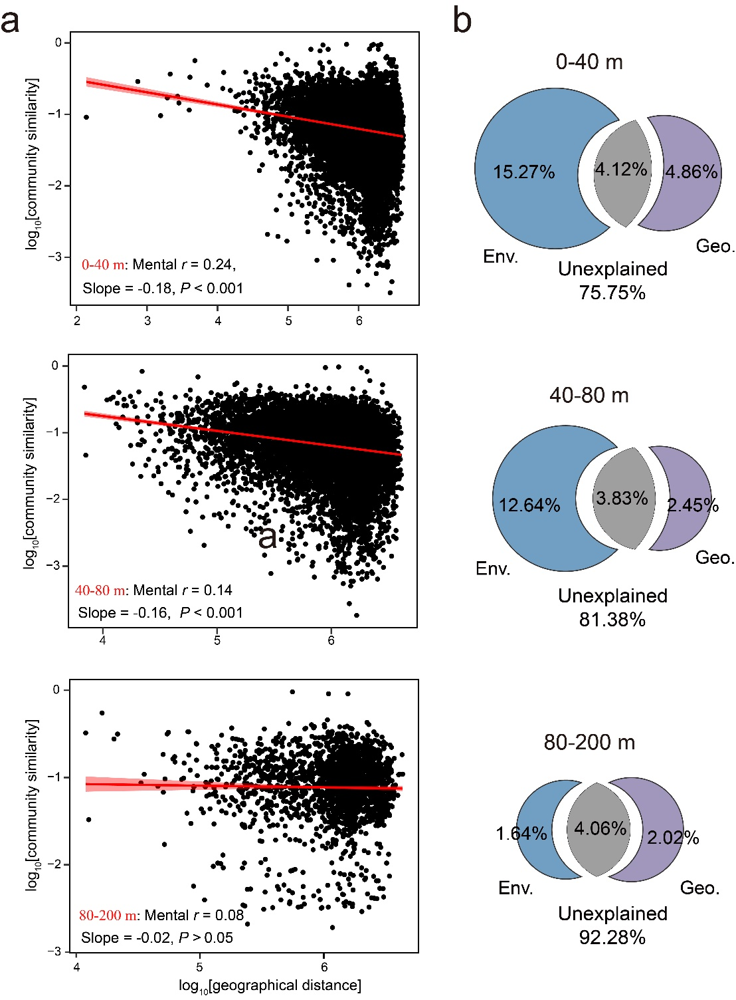 a
b
0
−1
−2
−3
log10[community similarity]
0-40 m: Mental r = 0.24,
Slope = -0.18, P < 0.001
2 3 4 5 6
0-40 m
15.27%
4.12%
4.86%
Env.
Geo.
Unexplained
75.75%
0
−1
−2
−3
log10[community similarity]
a
40-80 m: Mental r = 0.14
Slope = -0.16, P < 0.001
4 5 6
40-80 m
12.64%
3.83%
2.45%
Env.
Geo.
Unexplained
81.38%
0
−1
−2
−3
log10[community similarity]
80-200 m: Mental r = 0.08
Slope = -0.02, P > 0.05
4 5 6
log10[geographical distance]
80-200 m
1.64%
4.06%
2.02%
Env.
Geo.
Unexplained
92.28%